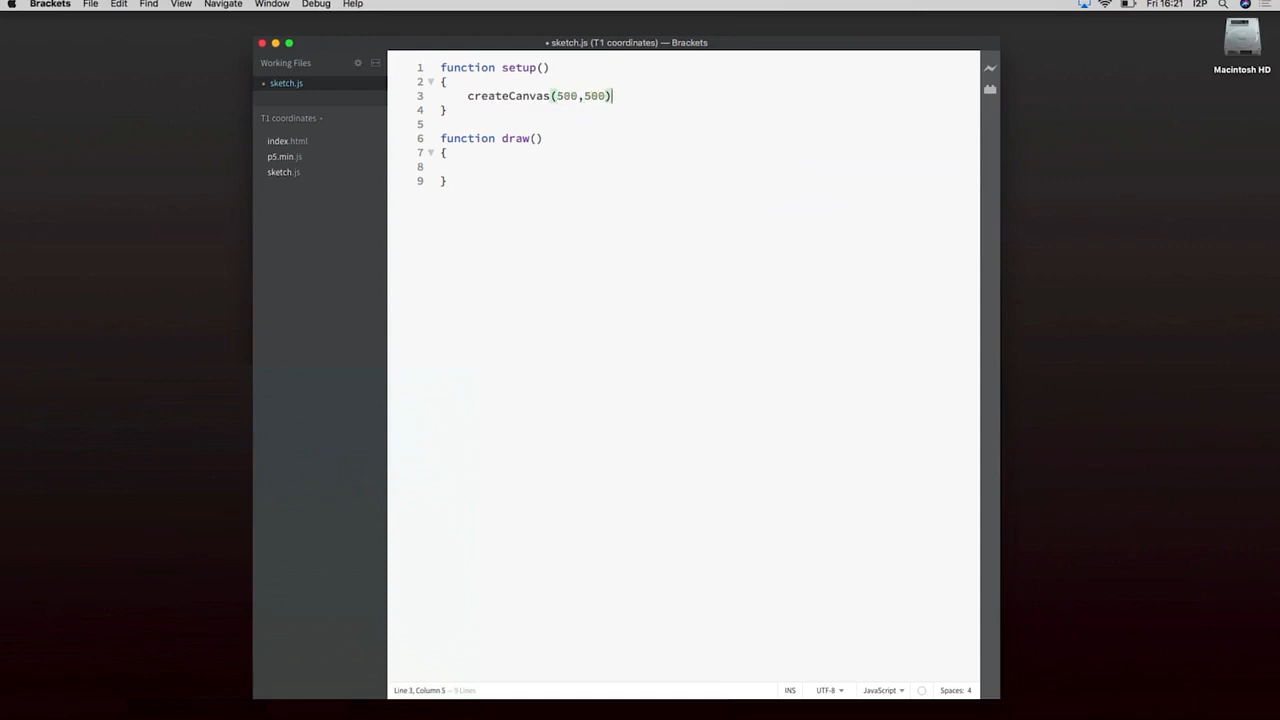 Brackets File Edit Find View Navigate Window Debug Help Fri 16:21 I2P
Macintosh HD
• sketch.js (T1 coordinates) — Brackets
Working Files
• sketch.js
T1 coordinates
index.html
p5.min.js
sketch.js
1 function setup()
2 {
3 createCanvas(500,500)
4 }
5
6 function draw()
7 {
8
9 }
Line 3, Column 5 — 9 Lines
INS UTF-8 JavaScript Spaces: 4